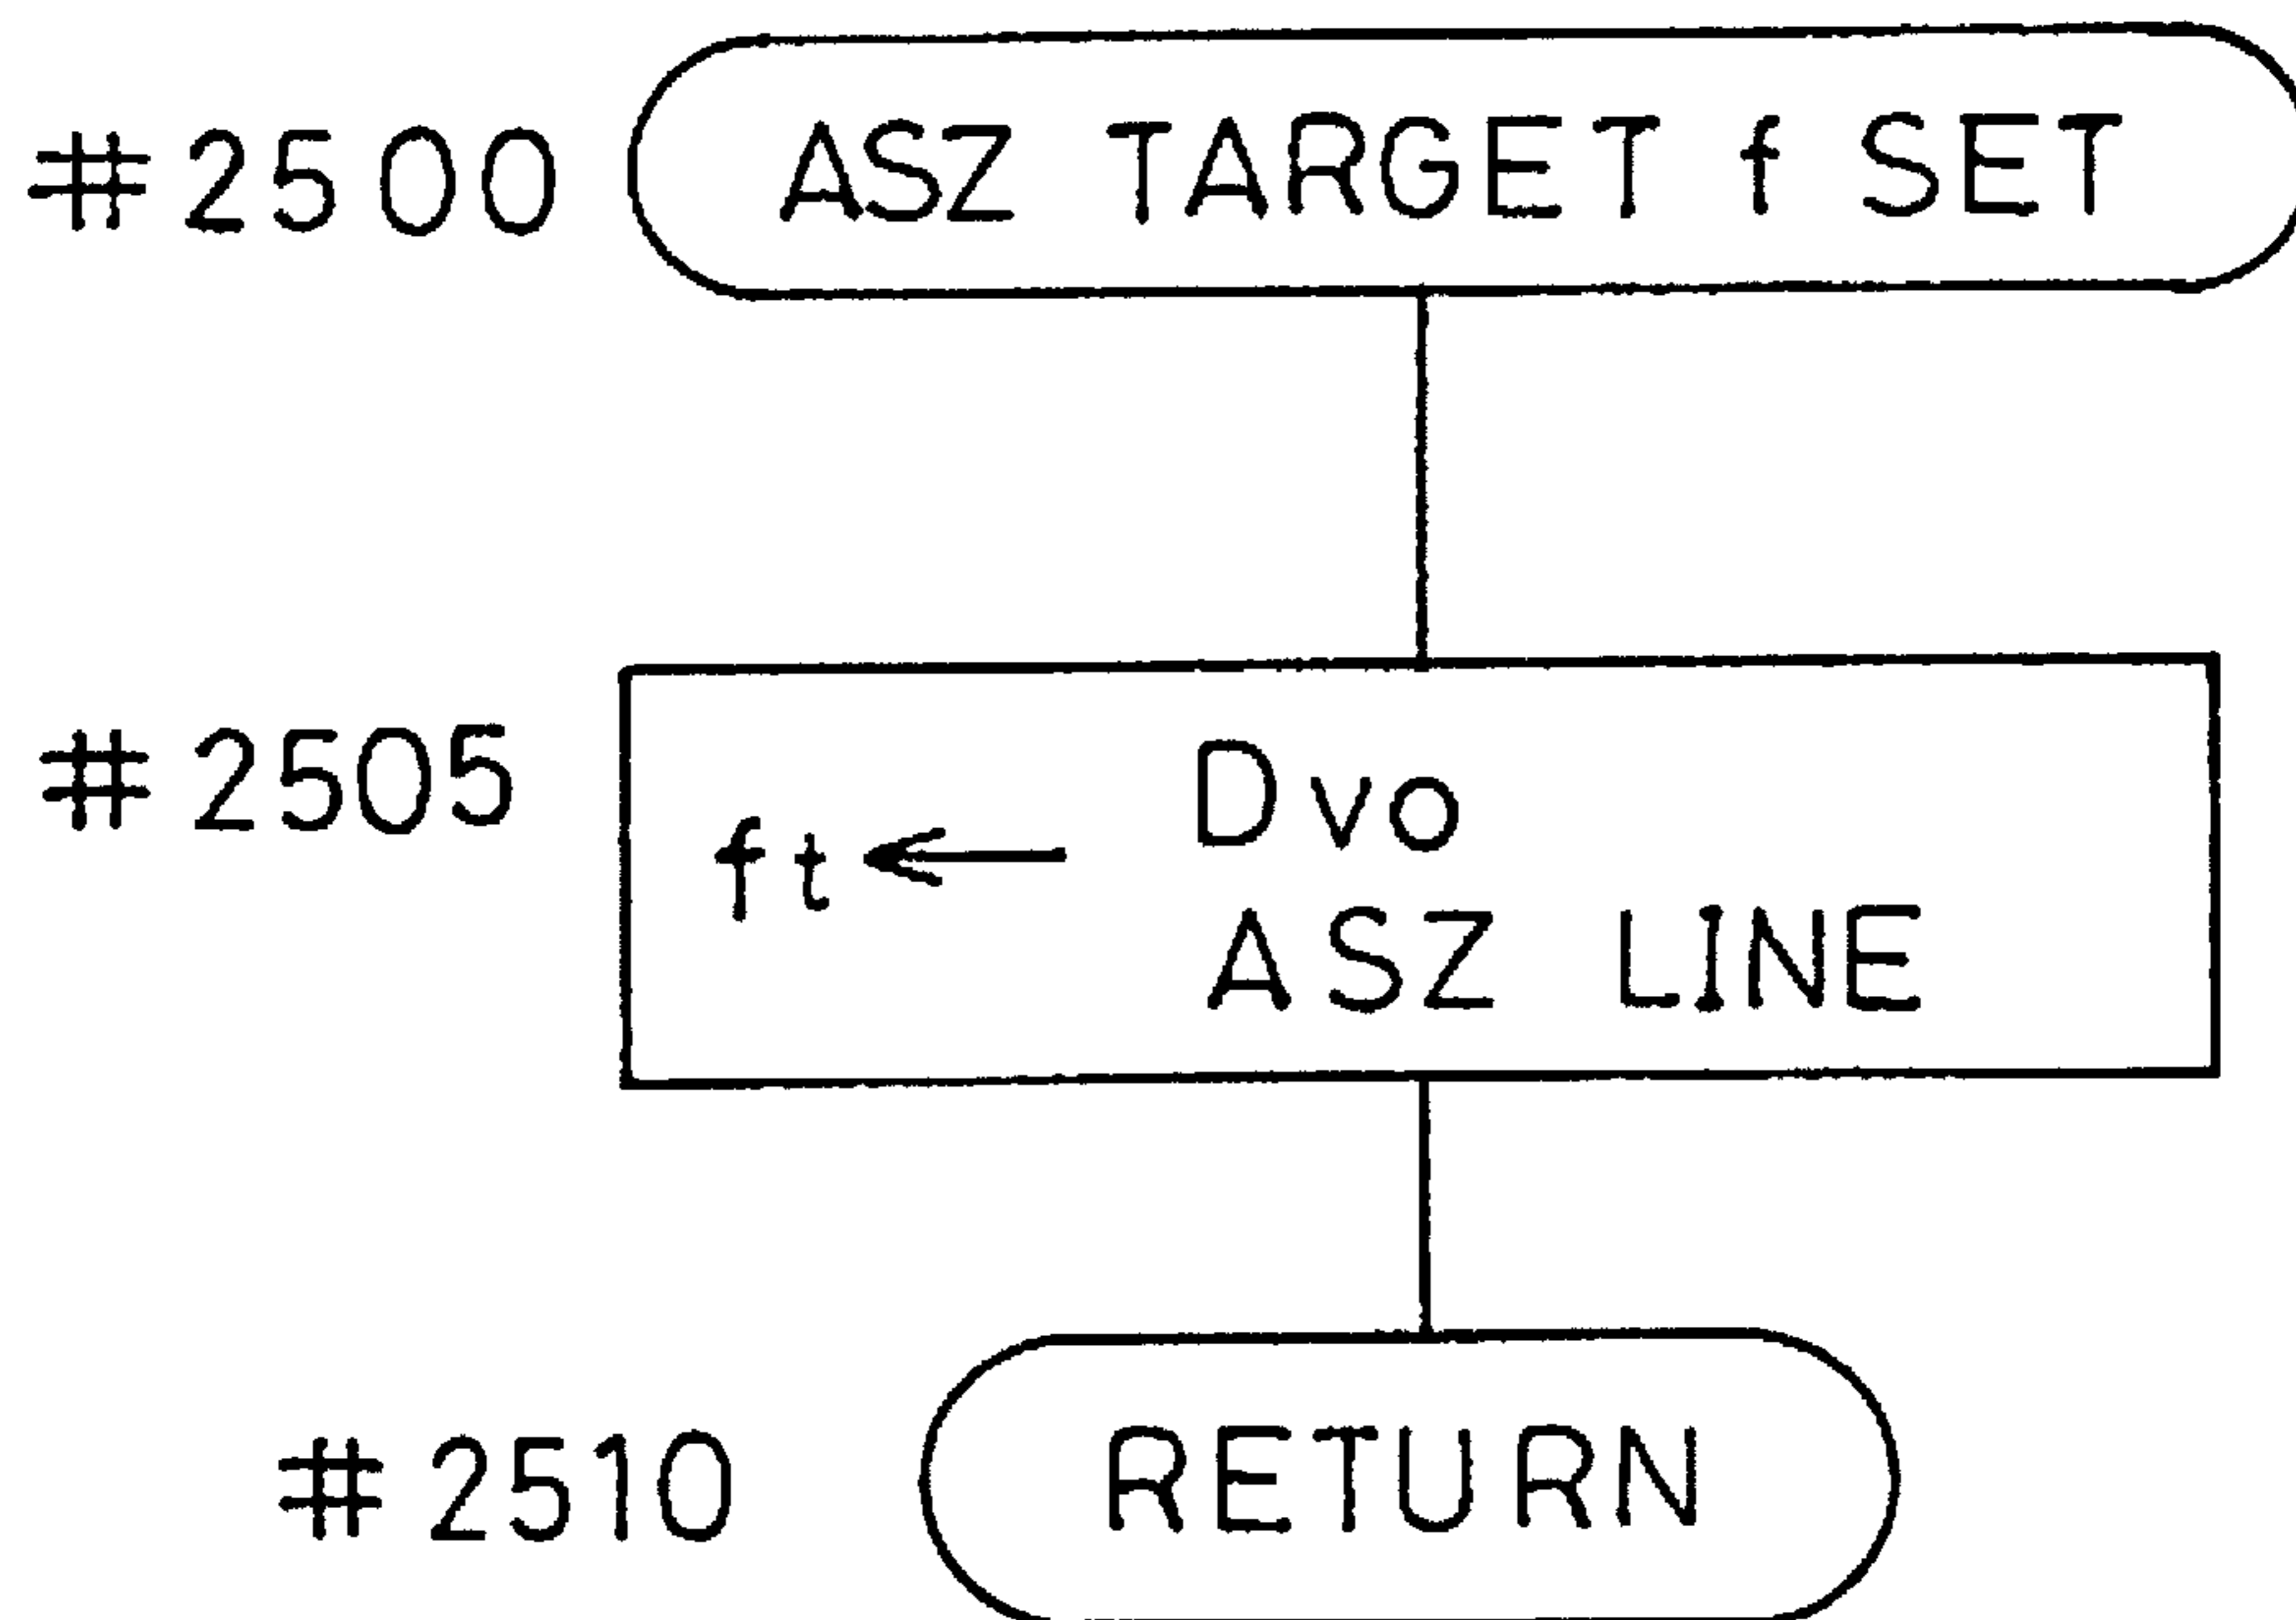 #2500 ASZ TARGET f SET
#2505 ft ← Dvo
ASZ LINE
#2510 RETURN